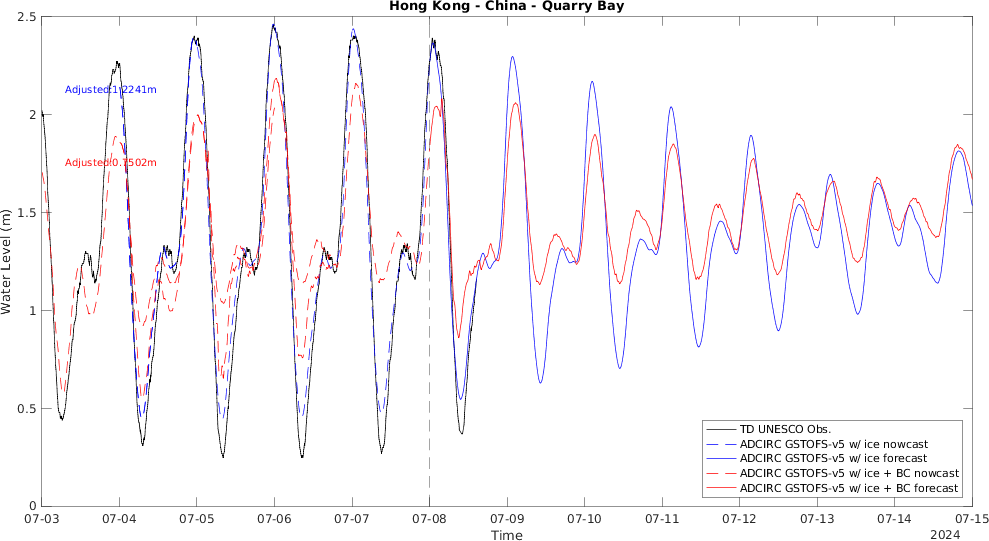 Hong Kong - China - Quarry Bay
2.5
2
1.5
1
0.5
0
Water Level (m)
Adjusted:1.2241m
Adjusted:0.1502m
TD UNESCO Obs.
ADCIRC GSTOFS-v5 w/ ice nowcast
ADCIRC GSTOFS-v5 w/ ice forecast
ADCIRC GSTOFS-v5 w/ ice + BC nowcast
ADCIRC GSTOFS-v5 w/ ice + BC forecast
07-03 07-04 07-05 07-06 07-07 07-08 07-09 07-10 07-11 07-12 07-13 07-14 07-15
Time
2024